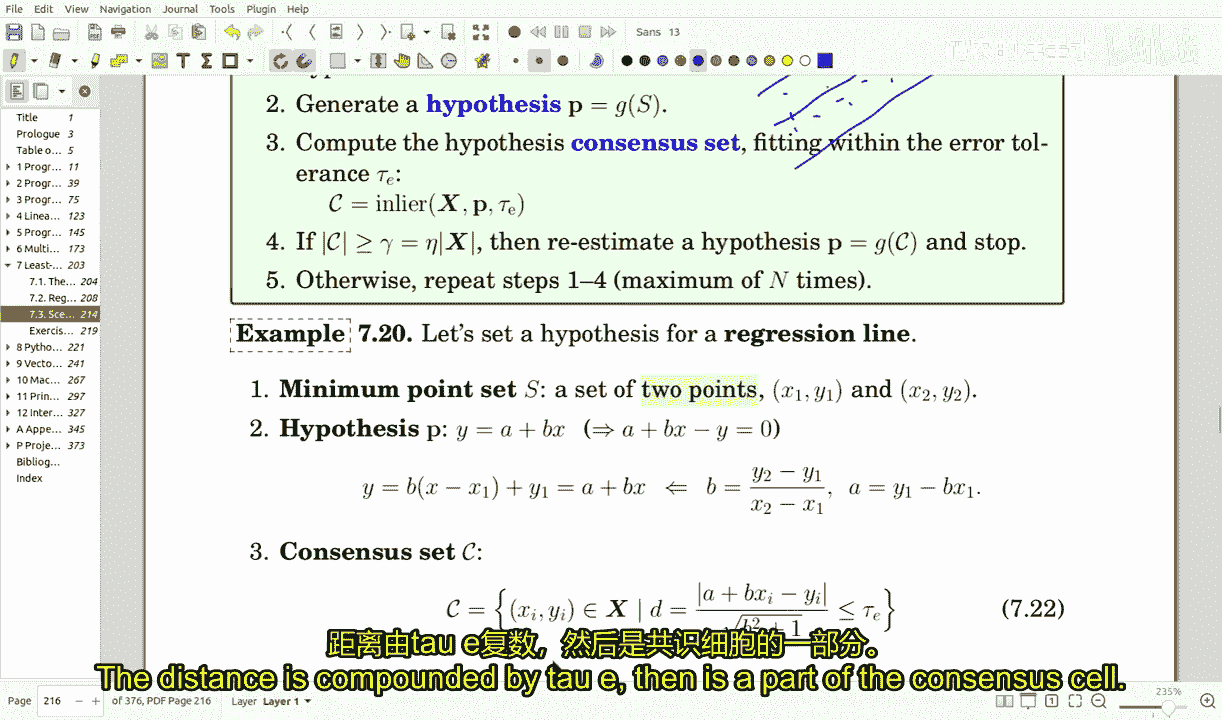 File Edit View Navigation Journal Tools Plugin Help
Sans 13
Title 1
Prologue 3
Table o... 5
1 Progr... 11
2 Progr... 39
3 Progr... 75
4 Linea... 123
5 Progr... 145
6 Multi... 173
7 Least-... 203
7.1. The... 204
7.2. Reg... 208
7.3. Sce... 214
Exercis... 219
8 Pytho... 221
9 Vecto... 241
10 Mac... 267
11 Prin... 297
12 Inter... 327
A Appe... 345
P Proje... 373
Bibliog...
Index
2. Generate a hypothesis p = g(S).
3. Compute the hypothesis consensus set, fitting within the error tol-
erance τₑ:
C = inlier(X, p, τₑ)
4. If |C| ≥ γ = η|X|, then re-estimate a hypothesis p = g(C) and stop.
5. Otherwise, repeat steps 1–4 (maximum of N times).
Example 7.20. Let's set a hypothesis for a regression line.
1. Minimum point set S: a set of two points, (x₁, y₁) and (x₂, y₂).
2. Hypothesis p: y = a + bx (⇒ a + bx − y = 0)
y = b(x − x₁) + y₁ = a + bx ⇐ b = (y₂ − y₁)/(x₂ − x₁), a = y₁ − bx₁.
3. Consensus set C:
C = {(xᵢ, yᵢ) ∈ X | d = |a + bxᵢ − yᵢ|/√(b² + 1) ≤ τₑ} (7.22)
距离由tau e复数，然后是共识细胞的一部分。
The distance is compounded by tau e, then is a part of the consensus cell.
Page 216 of 376, PDF Page 216 Layer Layer 1 235%